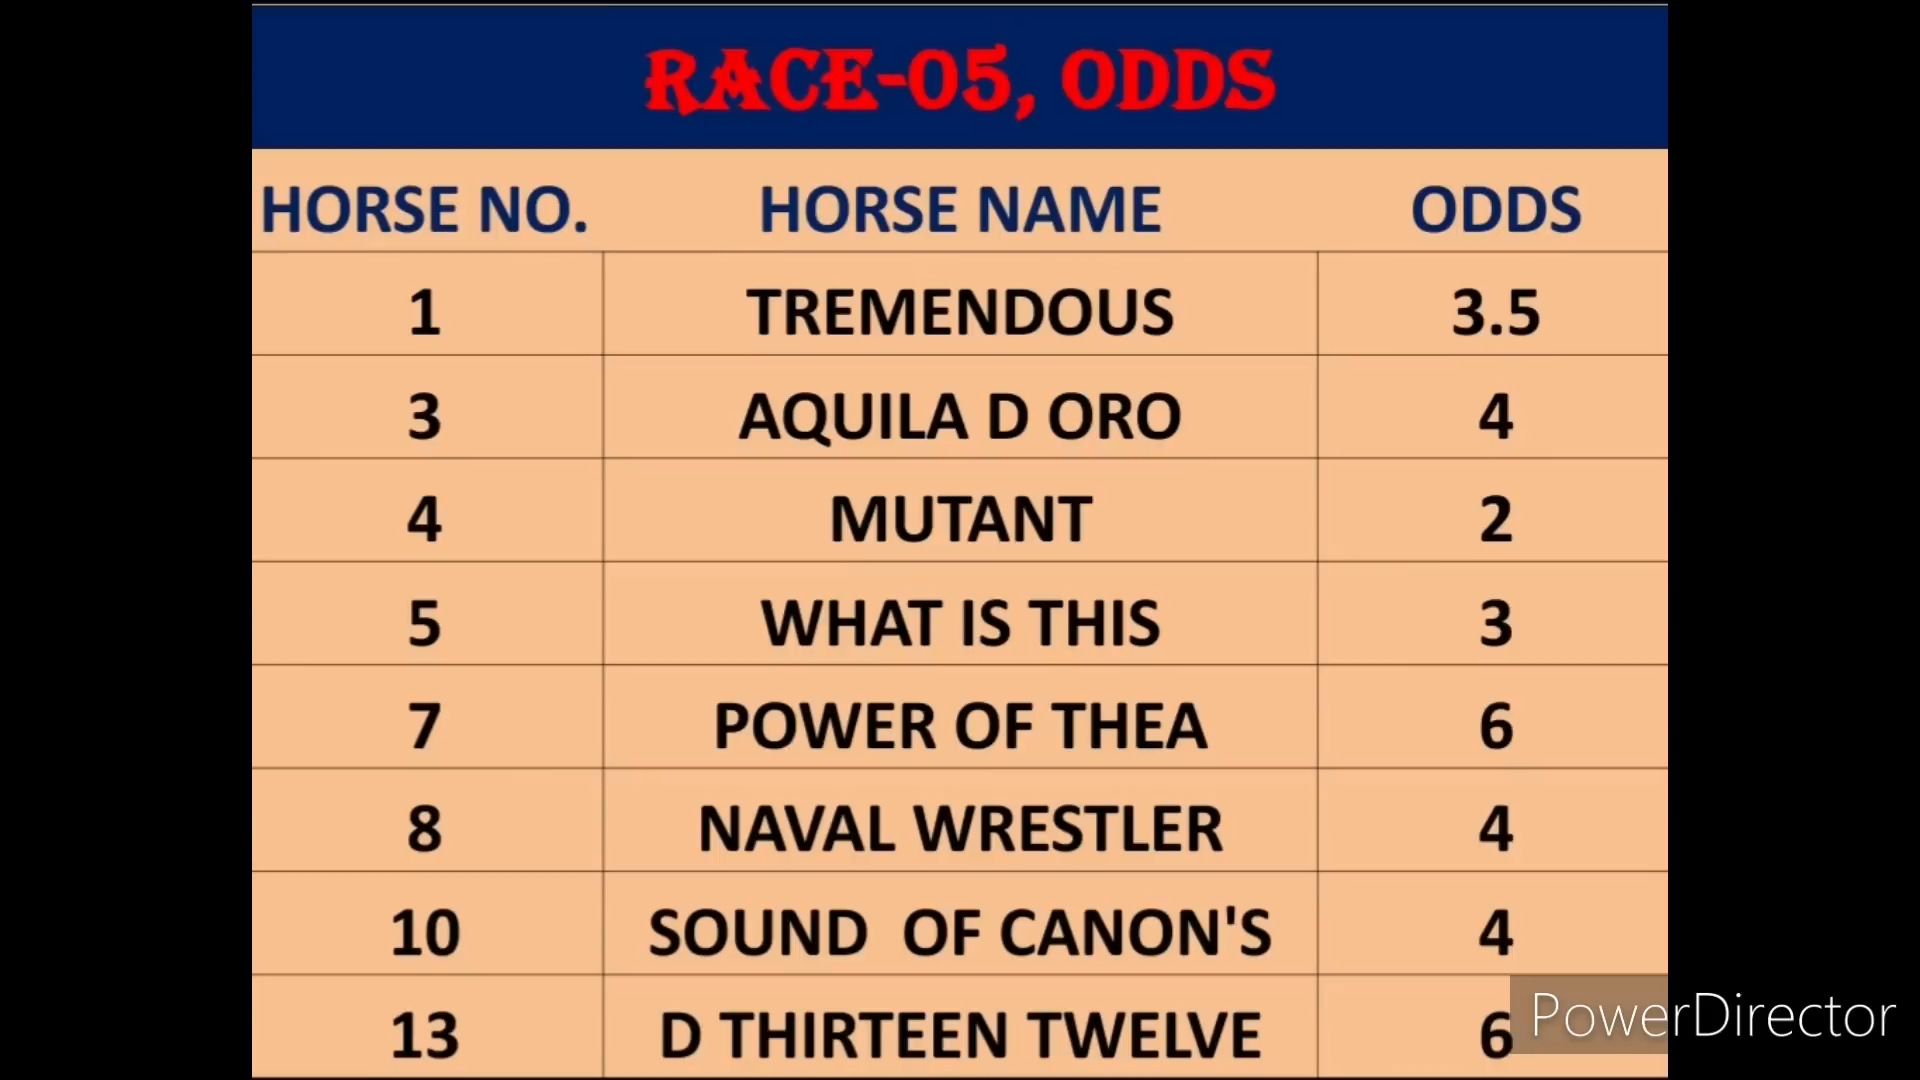 RACE-05, ODDS
HORSE NO. HORSE NAME ODDS
1 TREMENDOUS 3.5
3 AQUILA D ORO 4
4 MUTANT 2
5 WHAT IS THIS 3
7 POWER OF THEA 6
8 NAVAL WRESTLER 4
10 SOUND  OF CANON'S 4
13 D THIRTEEN TWELVE 6
PowerDirector